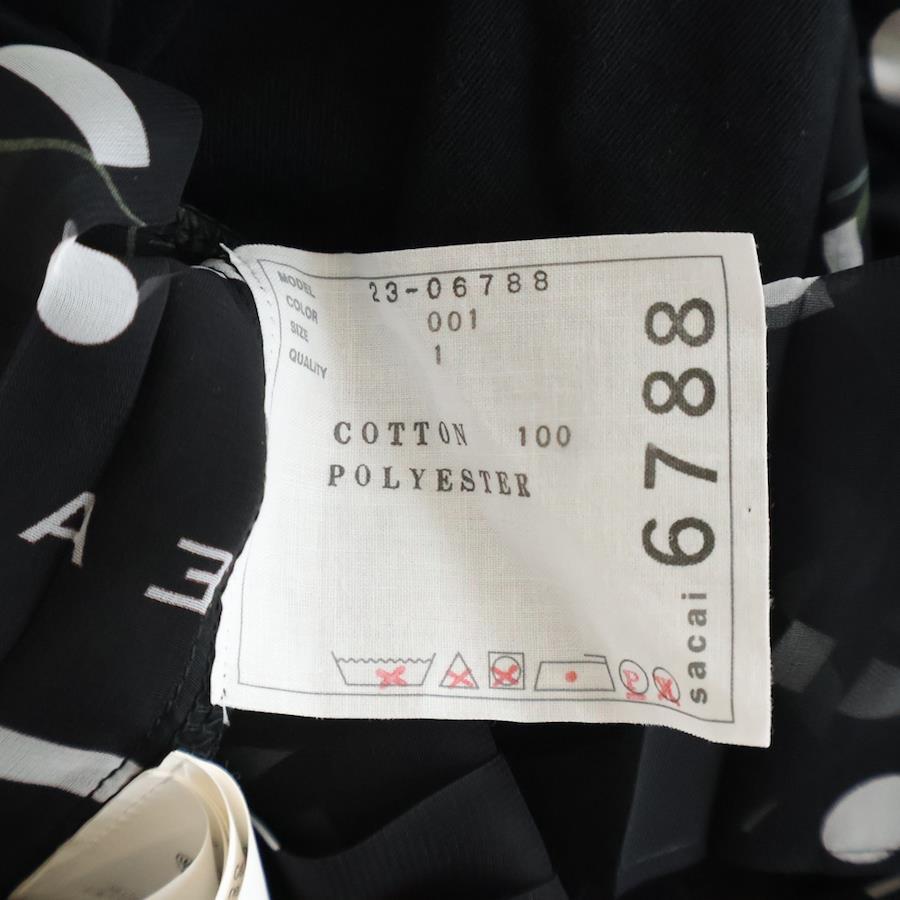 MODEL 23-06788
COLOR 001
SIZE 1
QUALITY
COTTON 100
POLYESTER
sacai 6788
P
A
E